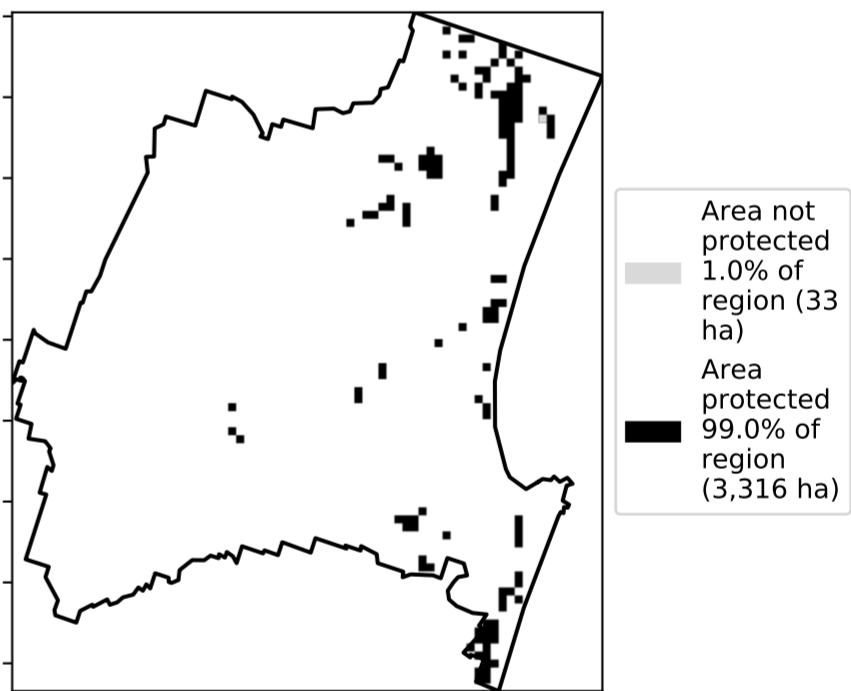 Area not
protected
1.0% of
region (33
ha)
Area
protected
99.0% of
region
(3,316 ha)